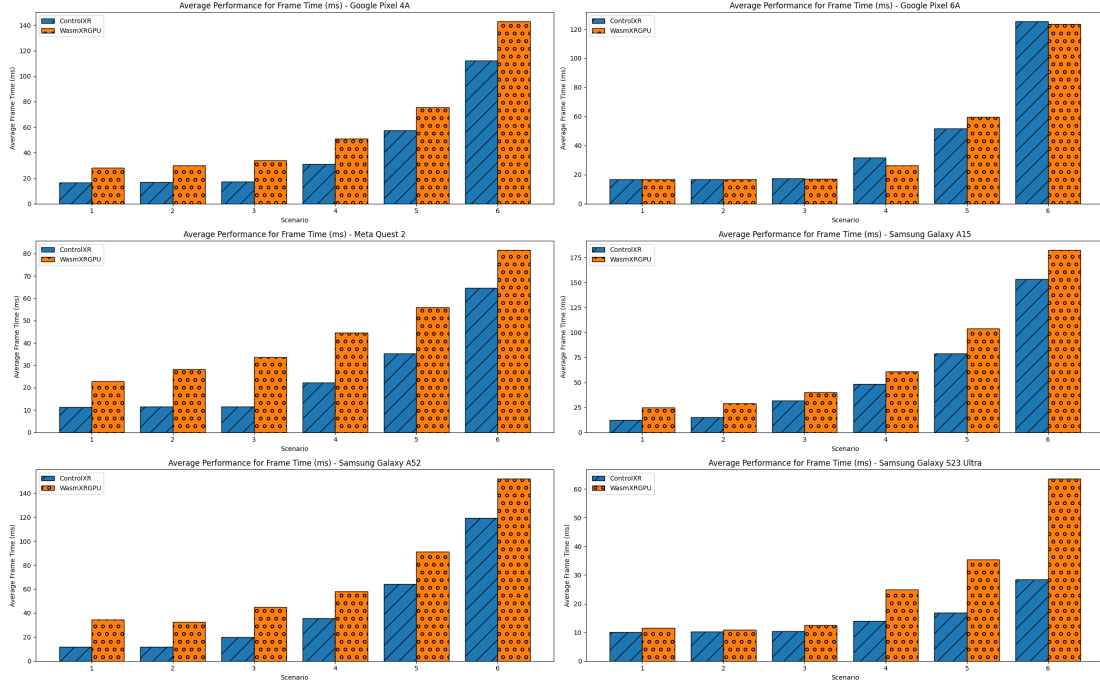 Average Performance for Frame Time (ms) - Google Pixel 4A
ControlXR
WasmXRGPU
Average Frame Time (ms)
140
120
100
80
60
40
20
0
1 2 3 4 5 6
Scenario
Average Performance for Frame Time (ms) - Google Pixel 6A
ControlXR
WasmXRGPU
Average Frame Time (ms)
120
100
80
60
40
20
0
1 2 3 4 5 6
Scenario
Average Performance for Frame Time (ms) - Meta Quest 2
ControlXR
WasmXRGPU
Average Frame Time (ms)
80
70
60
50
40
30
20
10
0
1 2 3 4 5 6
Scenario
Average Performance for Frame Time (ms) - Samsung Galaxy A15
ControlXR
WasmXRGPU
Average Frame Time (ms)
175
150
125
100
75
50
25
0
1 2 3 4 5 6
Scenario
Average Performance for Frame Time (ms) - Samsung Galaxy A52
ControlXR
WasmXRGPU
Average Frame Time (ms)
140
120
100
80
60
40
20
0
1 2 3 4 5 6
Scenario
Average Performance for Frame Time (ms) - Samsung Galaxy S23 Ultra
ControlXR
WasmXRGPU
Average Frame Time (ms)
60
50
40
30
20
10
0
1 2 3 4 5 6
Scenario